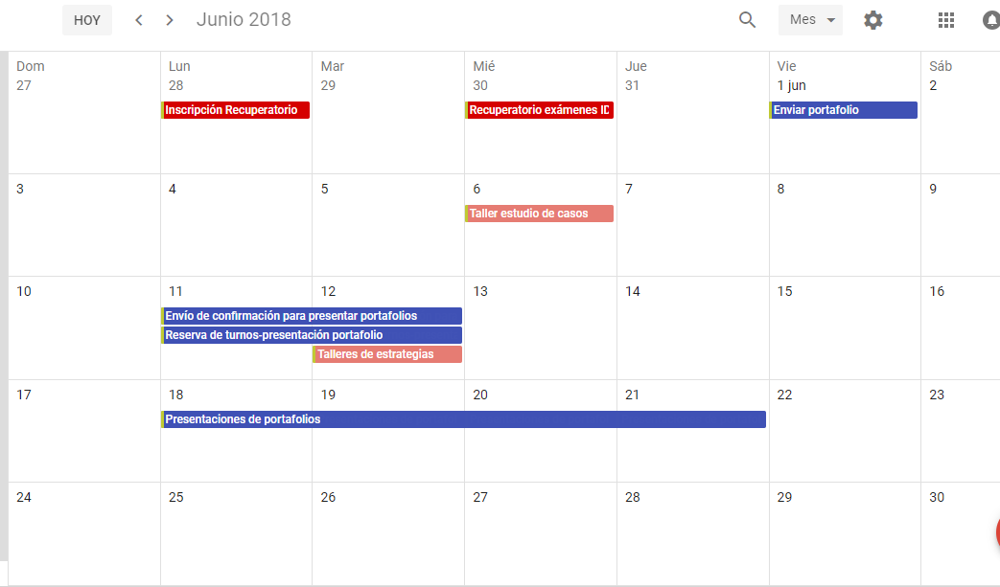 HOY Junio 2018 Mes
Dom Lun Mar Mié Jue Vie Sáb
27 28 29 30 31 1 jun 2
Inscripción Recuperatorio Recuperatorio exámenes ID Enviar portafolio
3 4 5 6 7 8 9
Taller estudio de casos
10 11 12 13 14 15 16
Envío de confirmación para presentar portafolios
Reserva de turnos-presentación portafolio
Talleres de estrategias
17 18 19 20 21 22 23
Presentaciones de portafolios
24 25 26 27 28 29 30